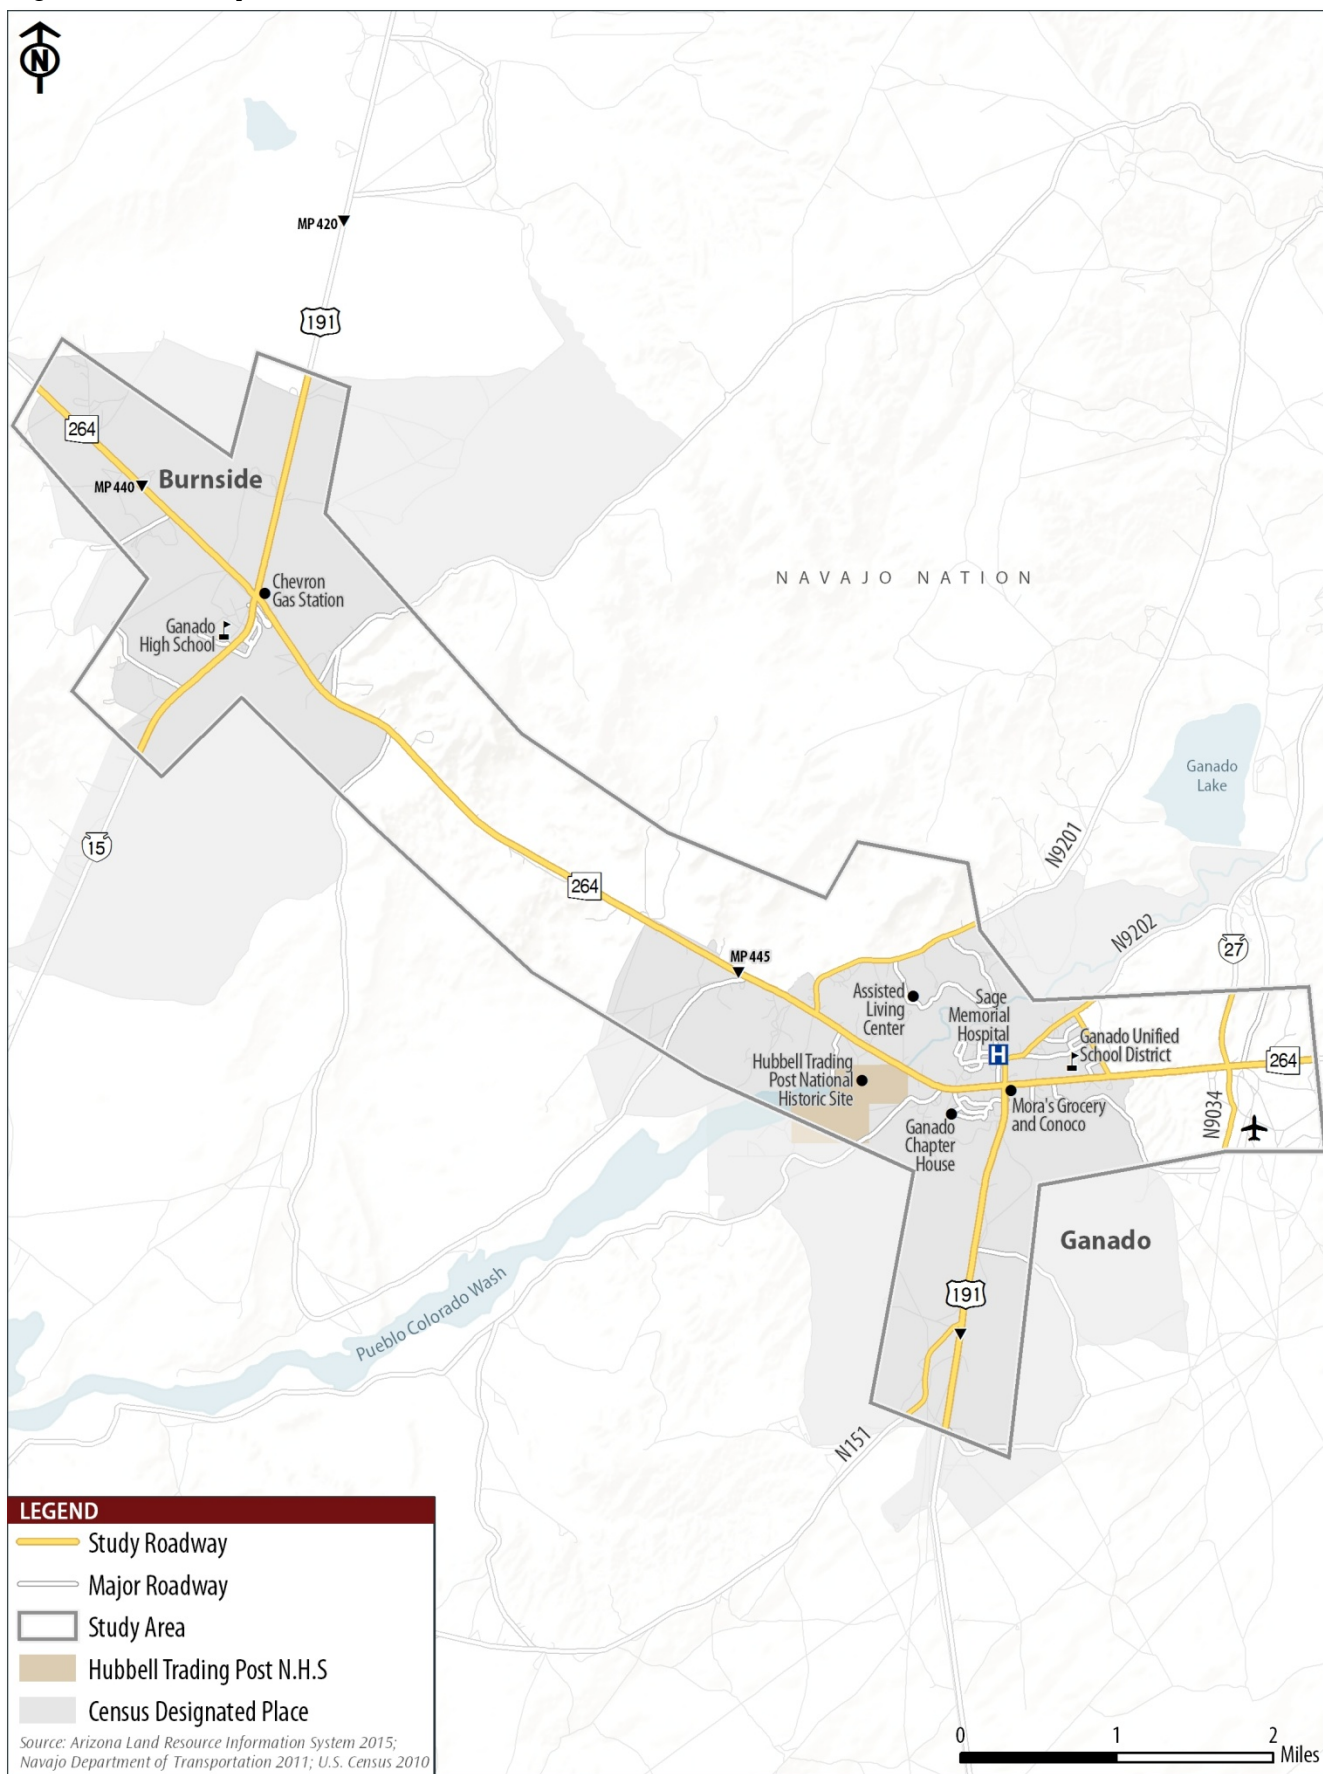 N
MP 420
191
264
MP 440
Burnside
Chevron
Gas Station
Ganado
High School
NAVAJO NATION
Ganado
Lake
15
264
N9201
N9202
27
MP 445
Assisted
Living
Center
Sage
Memorial
Hospital
H
Ganado Unified
School District
264
Hubbell Trading
Post National
Historic Site
Mora's Grocery
and Conoco
N9034
Ganado
Chapter
House
Ganado
191
Pueblo Colorado Wash
N151
LEGEND
Study Roadway
Major Roadway
Study Area
Hubbell Trading Post N.H.S
Census Designated Place
Source: Arizona Land Resource Information System 2015;
Navajo Department of Transportation 2011; U.S. Census 2010
0 1 2
Miles